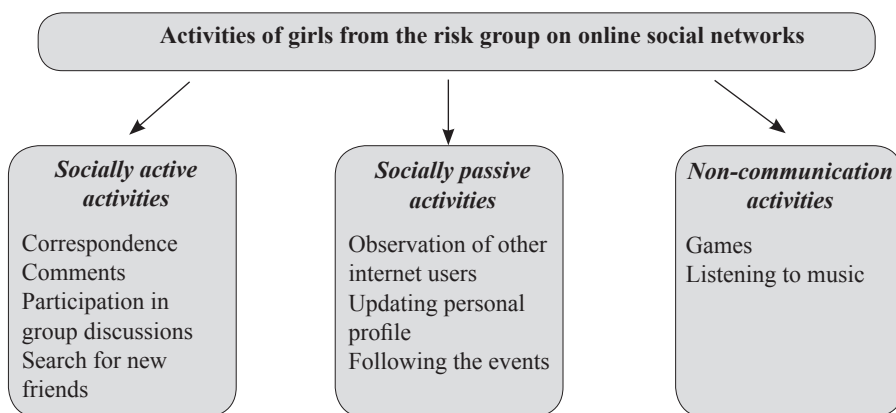 Activities of girls from the risk group on online social networks
Socially active
activities
Correspondence
Comments
Participation in
group discussions
Search for new
friends
Socially passive
activities
Observation of other
internet users
Updating personal
profile
Following the events
Non-communication
activities
Games
Listening to music